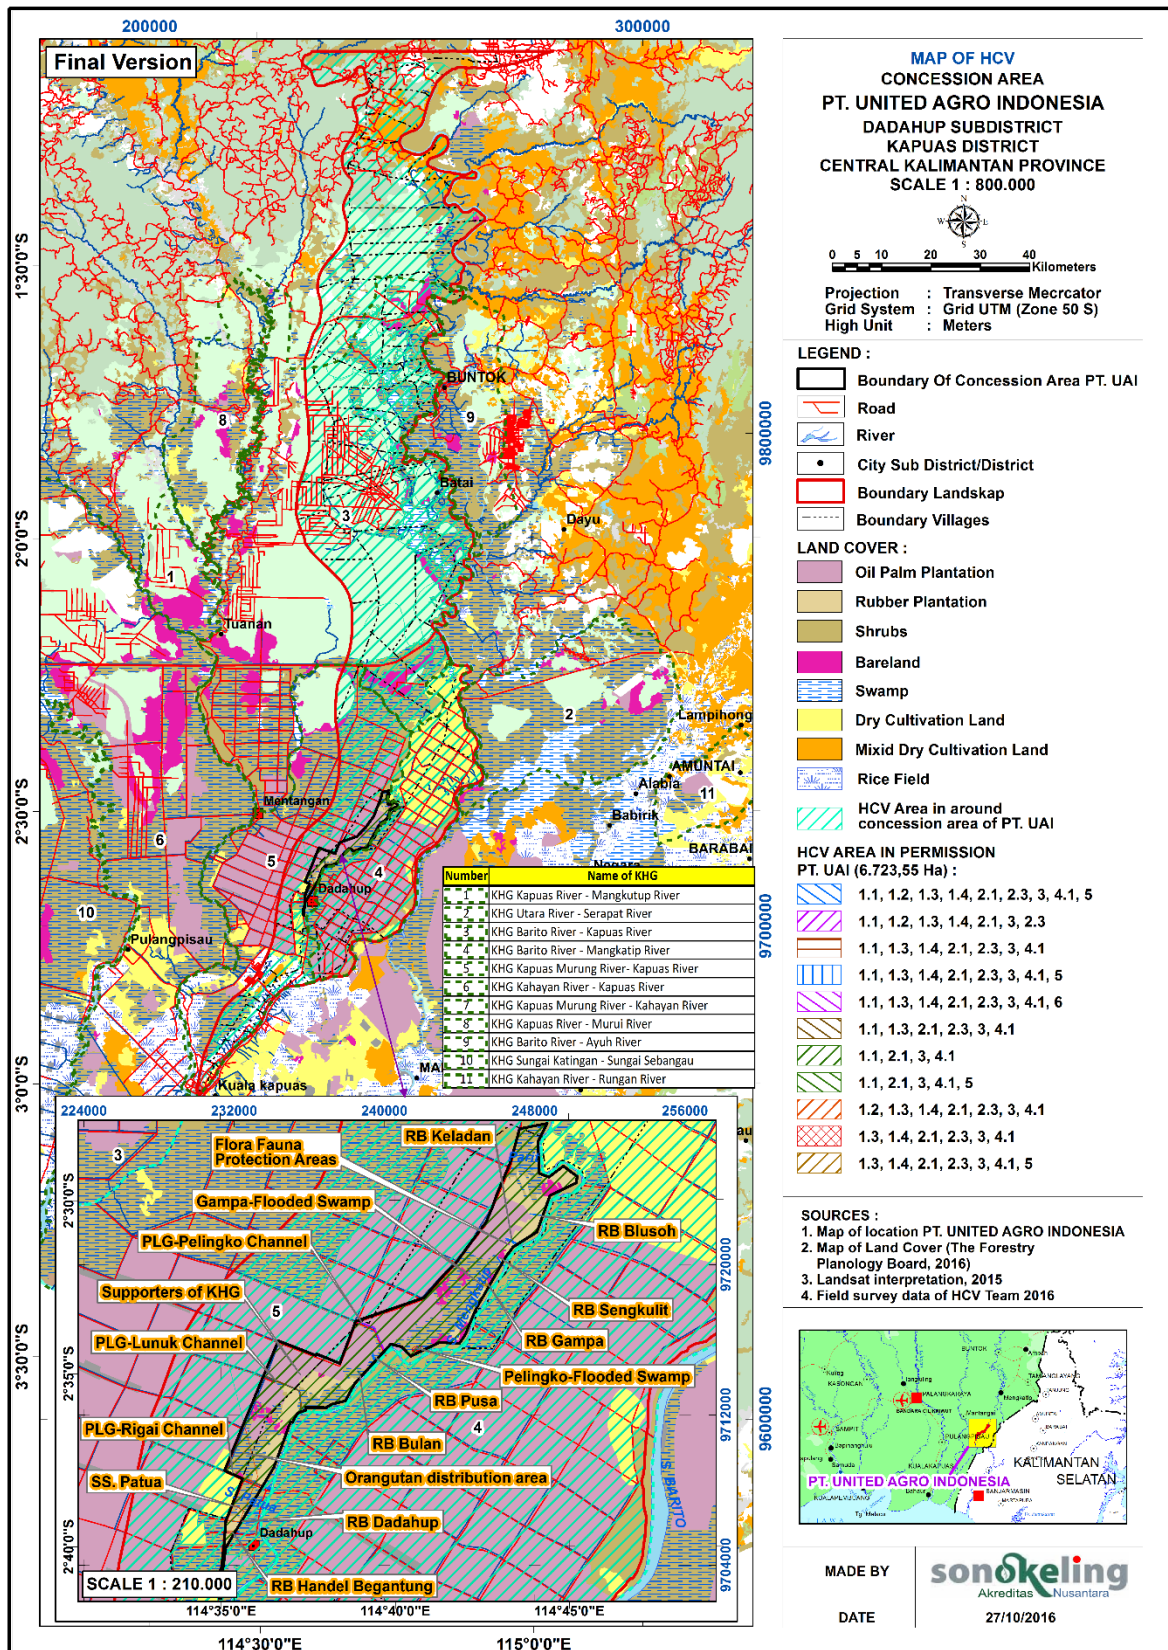 200000
300000
Final Version
1°30'0"S
2°0'0"S
2°30'0"S
3°0'0"S
3°30'0"S
9800000
9700000
9600000
BUNTOK
8
9
Batai
3
Dayu
1
Tuanan
2
Lampihong
AMUNTAI
Alabia
11
Mentangan
Babirik
BARABAI
6
5
4
Negara
Dadahup
10
Pulangpisau
MA
Kuala kapuas
Number Name of KHG
1 KHG Kapuas River - Mangkutup River
2 KHG Utara River - Serapat River
3 KHG Barito River - Kapuas River
4 KHG Barito River - Mangkatip River
5 KHG Kapuas Murung River- Kapuas River
6 KHG Kahayan River - Kapuas River
7 KHG Kapuas Murung River - Kahayan River
8 KHG Kapuas River - Murui River
9 KHG Barito River - Ayuh River
10 KHG Sungai Katingan - Sungai Sebangau
11 KHG Kahayan River - Rungan River
224000
232000
240000
248000
256000
RB Keladan
Flora Fauna
Protection Areas
3
Gampa-Flooded Swamp
RB Blusoh
PLG-Pelingko Channel
Supporters of KHG
RB Sengkulit
5
RB Gampa
PLG-Lunuk Channel
Pelingko-Flooded Swamp
RB Pusa
PLG-Rigai Channel
4
RB Bulan
SS. Patua
Orangutan distribution area
S. BARITO
RB Dadahup
Dadahup
RB Handel Begantung
SCALE 1 : 210.000
2°30'0"S
2°35'0"S
2°40'0"S
9720000
9712000
9704000
114°35'0"E
114°40'0"E
114°45'0"E
114°30'0"E
115°0'0"E
MAP OF HCV
CONCESSION AREA
PT. UNITED AGRO INDONESIA
DADAHUP SUBDISTRICT
KAPUAS DISTRICT
CENTRAL KALIMANTAN PROVINCE
SCALE 1 : 800.000
N
W E
S
0 5 10 20 30 40
Kilometers
Projection : Transverse Mecrcator
Grid System : Grid UTM (Zone 50 S)
High Unit : Meters
LEGEND :
Boundary Of Concession Area PT. UAI
Road
River
City Sub District/District
Boundary Landskap
Boundary Villages
LAND COVER :
Oil Palm Plantation
Rubber Plantation
Shrubs
Bareland
Swamp
Dry Cultivation Land
Mixid Dry Cultivation Land
Rice Field
HCV Area in around
concession area of PT. UAI
HCV AREA IN PERMISSION
PT. UAI (6.723,55 Ha) :
1.1, 1.2, 1.3, 1.4, 2.1, 2.3, 3, 4.1, 5
1.1, 1.2, 1.3, 1.4, 2.1, 3, 2.3
1.1, 1.3, 1.4, 2.1, 2.3, 3, 4.1
1.1, 1.3, 1.4, 2.1, 2.3, 3, 4.1, 5
1.1, 1.3, 1.4, 2.1, 2.3, 3, 4.1, 6
1.1, 1.3, 2.1, 2.3, 3, 4.1
1.1, 2.1, 3, 4.1
1.1, 2.1, 3, 4.1, 5
1.2, 1.3, 1.4, 2.1, 2.3, 3, 4.1
1.3, 1.4, 2.1, 2.3, 3, 4.1
1.3, 1.4, 2.1, 2.3, 3, 4.1, 5
SOURCES :
1. Map of location PT. UNITED AGRO INDONESIA
2. Map of Land Cover (The Forestry
Planology Board, 2016)
3. Landsat interpretation, 2015
4. Field survey data of HCV Team 2016
BUNTOK
KASONGAN
PALANGKARAYA
SAMPIT
PULANGPISAU
KALIMANTAN
SELATAN
PT. UNITED AGRO INDONESIA
BANJARMASIN
MADE BY
sonokeling
Akreditas Nusantara
DATE
27/10/2016